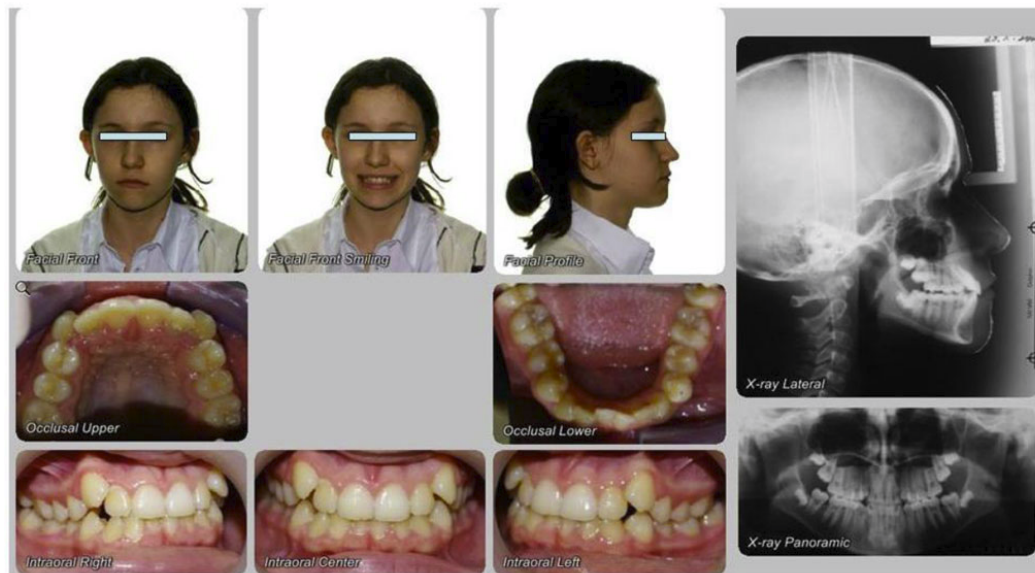 Facial Front
Facial Front Smiling
Facial Profile
X-ray Lateral
Occlusal Upper
Occlusal Lower
Intraoral Right
Intraoral Center
Intraoral Left
X-ray Panoramic